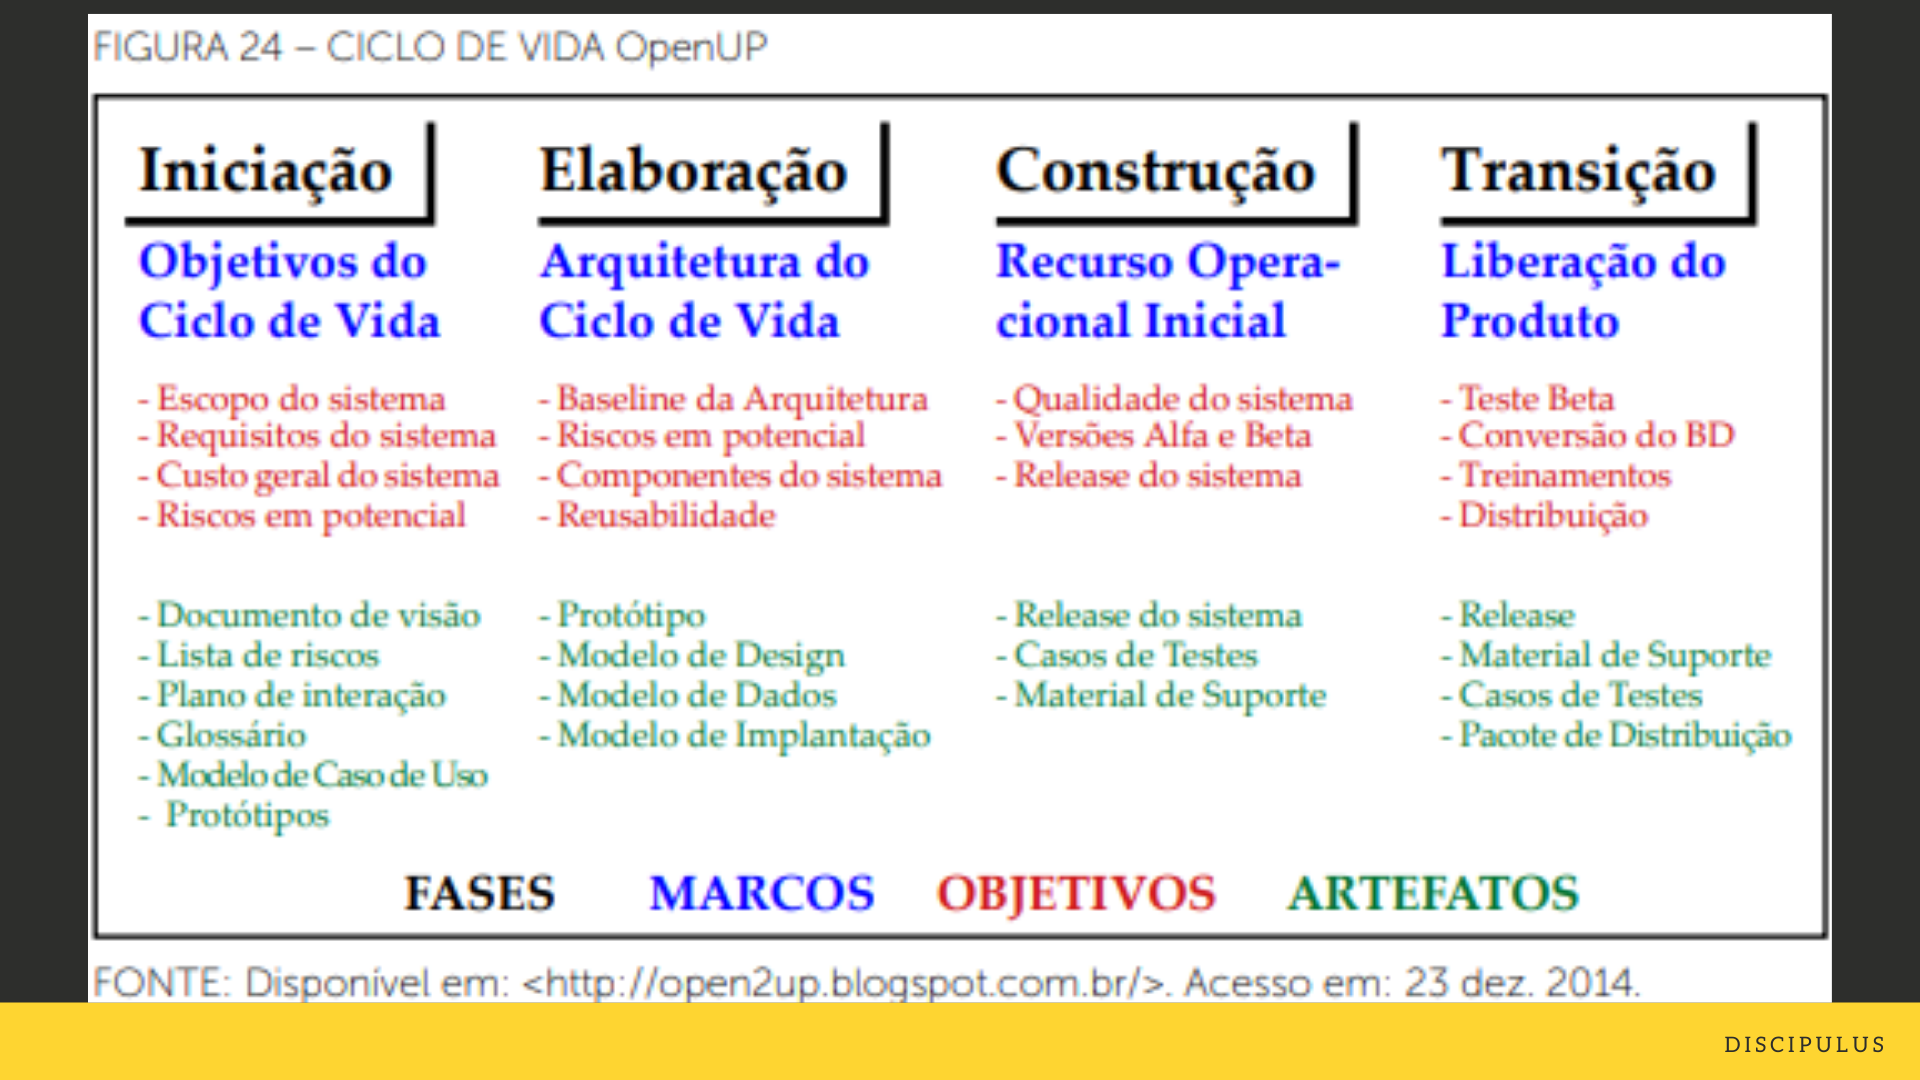 FIGURA 24 – CICLO DE VIDA OpenUP
Iniciação
Objetivos do
Ciclo de Vida
- Escopo do sistema
- Requisitos do sistema
- Custo geral do sistema
- Riscos em potencial
- Documento de visão
- Lista de riscos
- Plano de interação
- Glossário
- Modelo de Caso de Uso
- Protótipos
Elaboração
Arquitetura do
Ciclo de Vida
- Baseline da Arquitetura
- Riscos em potencial
- Componentes do sistema
- Reusabilidade
- Protótipo
- Modelo de Design
- Modelo de Dados
- Modelo de Implantação
Construção
Recurso Opera-
cional Inicial
- Qualidade do sistema
- Versões Alfa e Beta
- Release do sistema
- Release do sistema
- Casos de Testes
- Material de Suporte
Transição
Liberação do
Produto
- Teste Beta
- Conversão do BD
- Treinamentos
- Distribuição
- Release
- Material de Suporte
- Casos de Testes
- Pacote de Distribuição
FASES MARCOS OBJETIVOS ARTEFATOS
FONTE: Disponível em: <http://open2up.blogspot.com.br/>. Acesso em: 23 dez. 2014.
DISCIPULUS